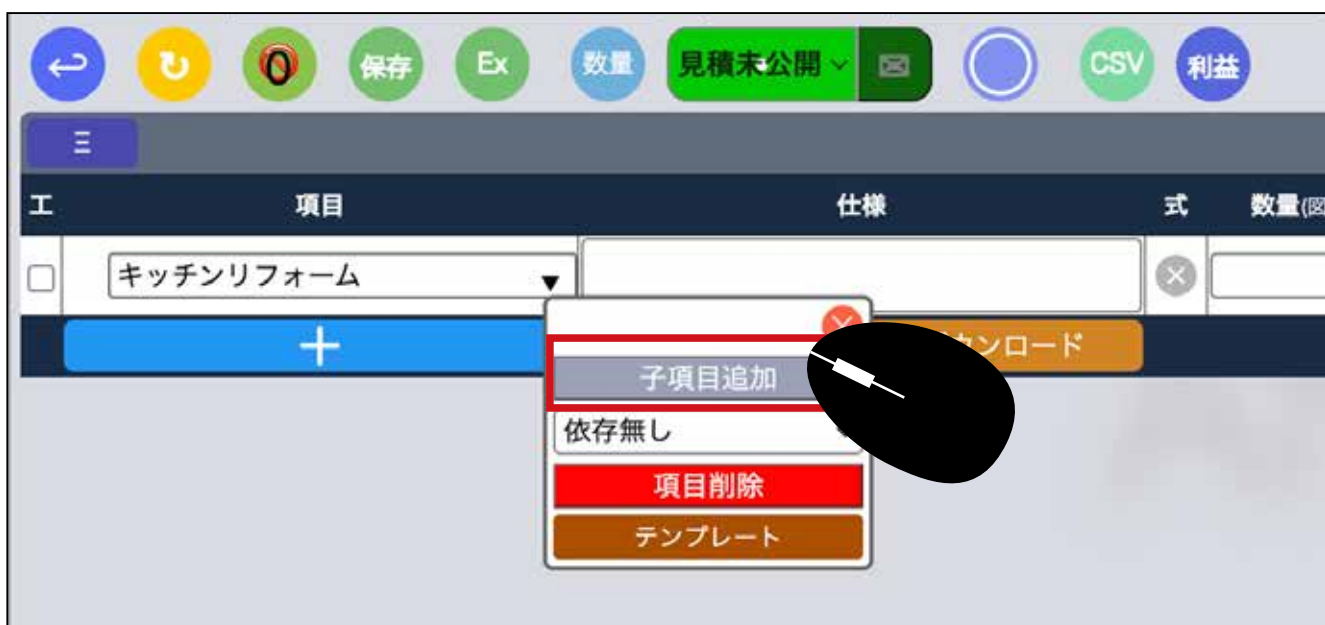 保存 Ex 数量 見積未公開 CSV 利益
工 項目 仕様 式 数量(図
キッチンリフォーム
ンロード
子項目追加
依存無し
項目削除
テンプレート